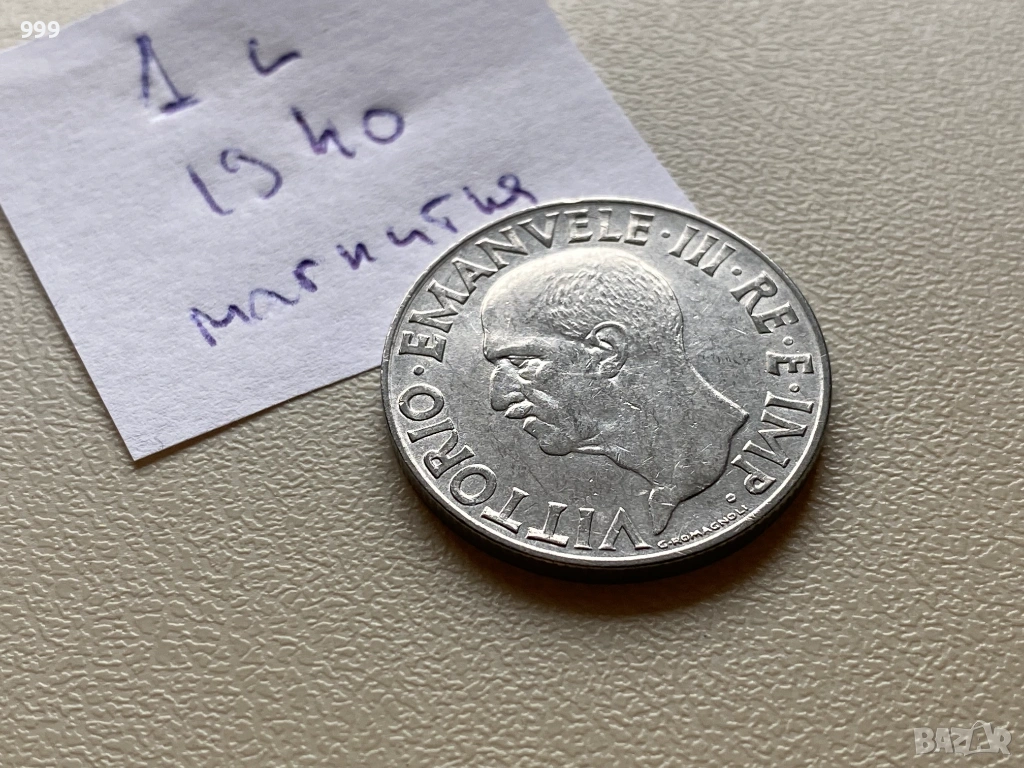 999
1 л
1940
магнитна
VITTORIO·EMANVELE·III·RE·E·IMP.
G·ROMAGNOLI
BAZAR